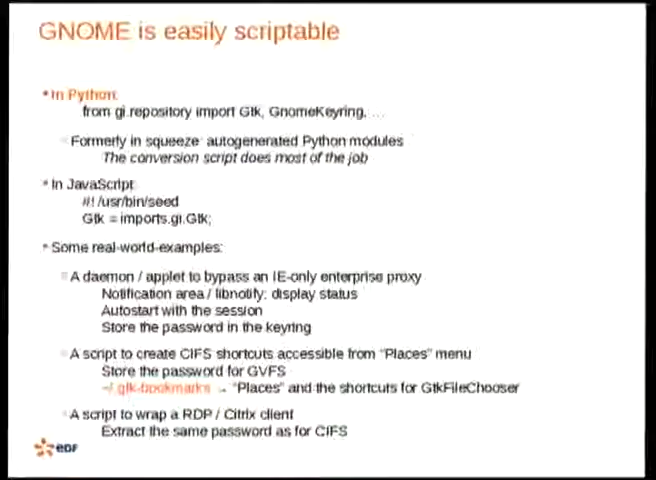 GNOME is easily scriptable
In Python:
from gi.repository import Gtk, GnomeKeyring, ...
Formerly in squeeze: autogenerated Python modules
The conversion script does most of the job
In JavaScript:
#! /usr/bin/seed
Gtk = imports.gi.Gtk;
Some real-world-examples:
A daemon / applet to bypass an IE-only enterprise proxy
Notification area / libnotify: display status
Autostart with the session
Store the password in the keyring
A script to create CIFS shortcuts accessible from "Places" menu
Store the password for GVFS
~/.gtk-bookmarks → "Places" and the shortcuts for GtkFileChooser
A script to wrap a RDP / Citrix client
Extract the same password as for CIFS
eDF